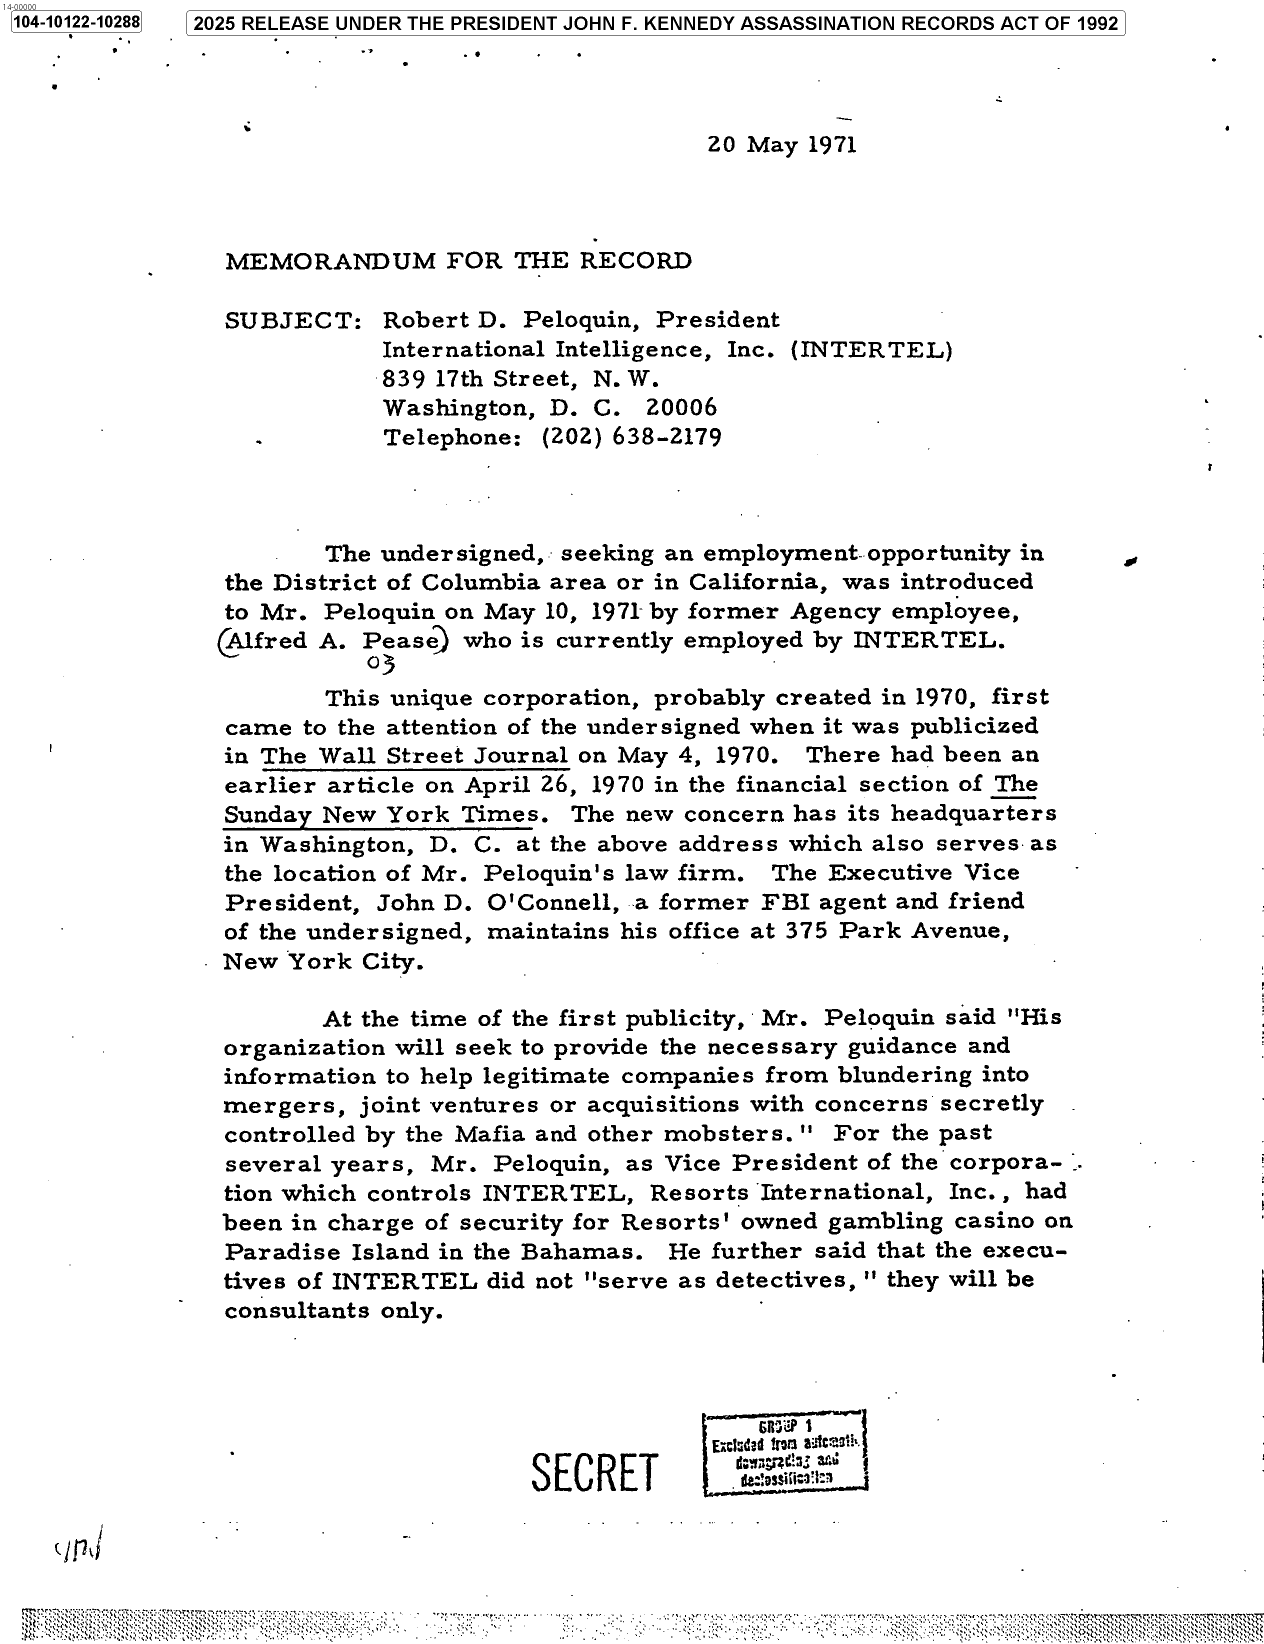 14-00000
104-10122-10288
2025 RELEASE UNDER THE PRESIDENT JOHN F. KENNEDY ASSASSINATION RECORDS ACT OF 1992
20 May 1971
MEMORANDUM FOR THE RECORD
SUBJECT: Robert D. Peloquin, President
International Intelligence, Inc. (INTERTEL)
839 17th Street, N. W.
Washington, D. C. 20006
Telephone: (202) 638-2179
The undersigned, seeking an employment opportunity in
the District of Columbia area or in California, was introduced
to Mr. Peloquin on May 10, 1971 by former Agency employee,
(Alfred A. Pease) who is currently employed by INTERTEL.
03
This unique corporation, probably created in 1970, first
came to the attention of the undersigned when it was publicized
in The Wall Street Journal on May 4, 1970. There had been an
earlier article on April 26, 1970 in the financial section of The
Sunday New York Times. The new concern has its headquarters
in Washington, D. C. at the above address which also serves as
the location of Mr. Peloquin's law firm. The Executive Vice
President, John D. O'Connell, a former FBI agent and friend
of the undersigned, maintains his office at 375 Park Avenue,
New York City.
At the time of the first publicity, Mr. Peloquin said "His
organization will seek to provide the necessary guidance and
information to help legitimate companies from blundering into
mergers, joint ventures or acquisitions with concerns secretly
controlled by the Mafia and other mobsters." For the past
several years, Mr. Peloquin, as Vice President of the corpora-
tion which controls INTERTEL, Resorts International, Inc., had
been in charge of security for Resorts' owned gambling casino on
Paradise Island in the Bahamas. He further said that the execu-
tives of INTERTEL did not "serve as detectives, " they will be
consultants only.
SECRET
GROUP 1
Excluded from automatic
downgrading and
declassification